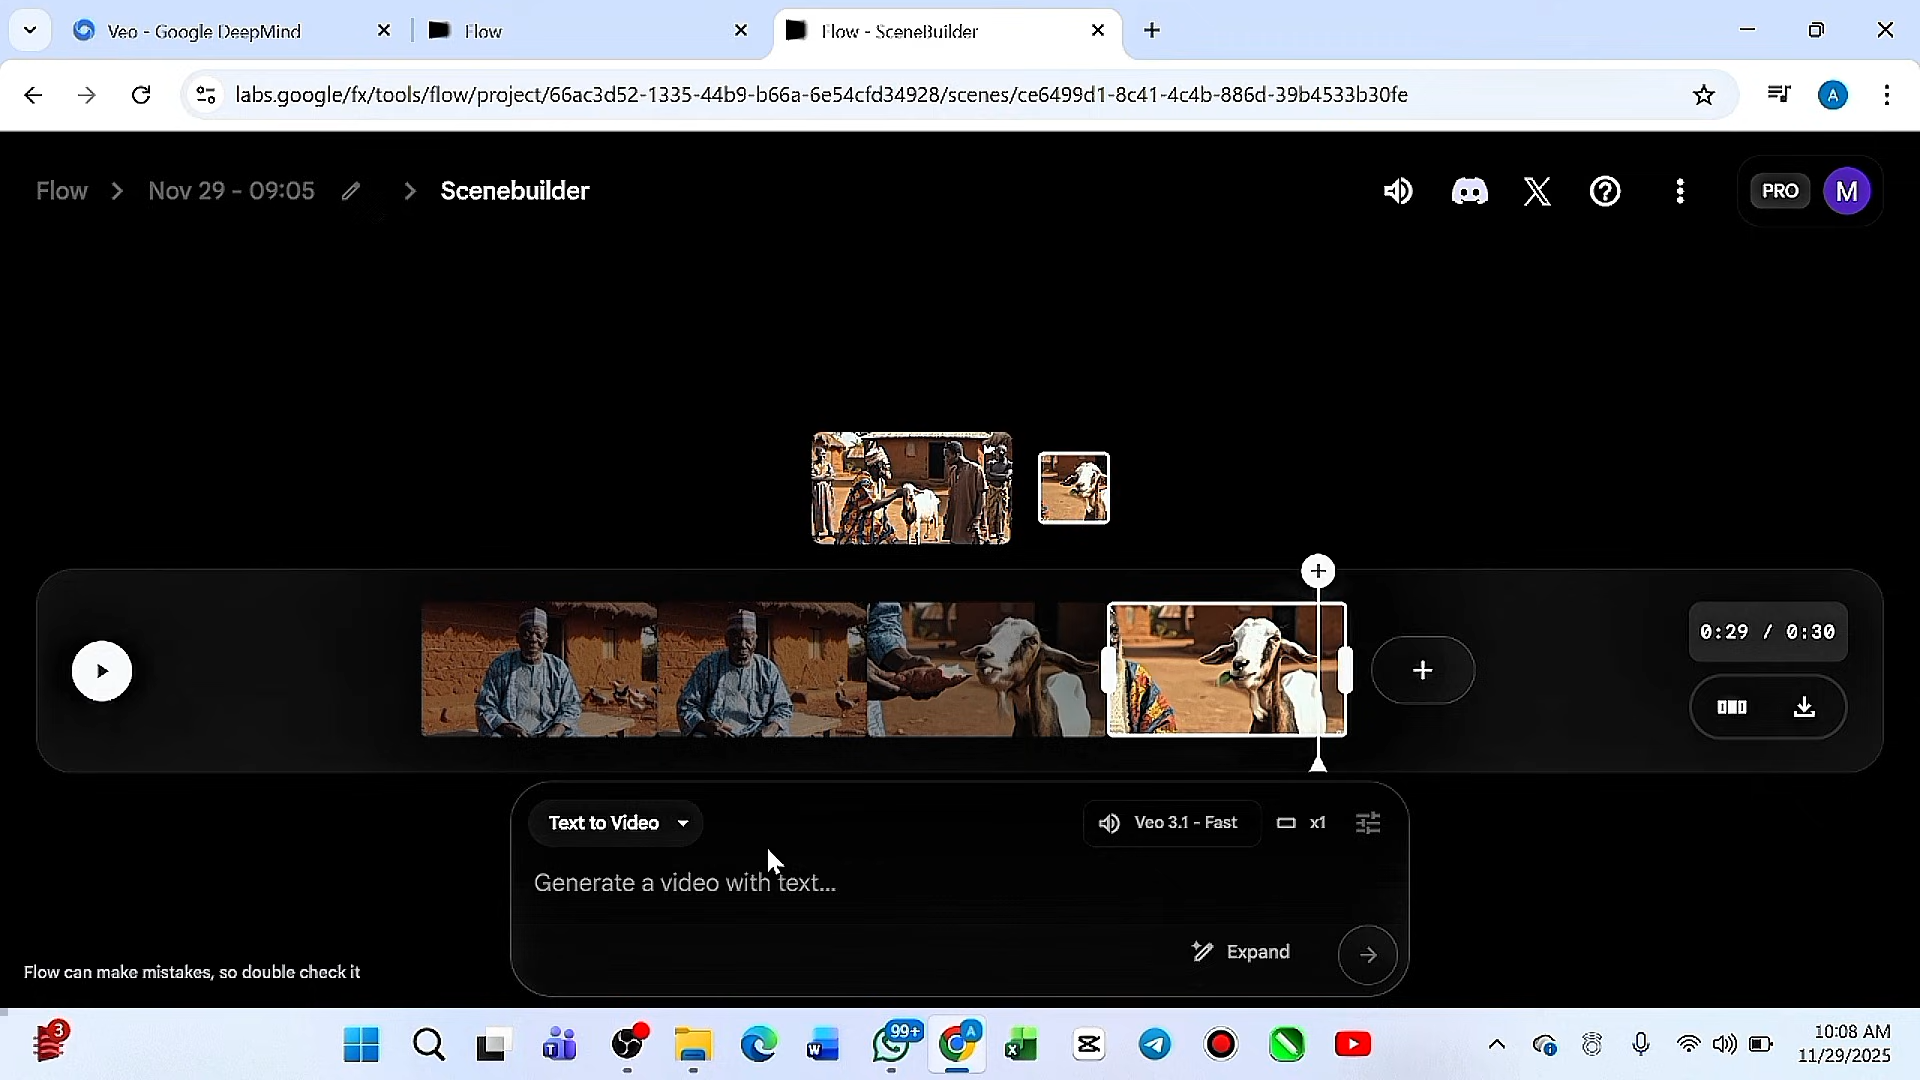 Veo - Google DeepMind
Flow
Flow - SceneBuilder
labs.google/fx/tools/flow/project/66ac3d52-1335-44b9-b66a-6e54cfd34928/scenes/ce6499d1-8c41-4c4b-886d-39b4533b30fe
A
Flow > Nov 29 - 09:05 > Scenebuilder
PRO
M
0:29 / 0:30
Text to Video
Veo 3.1 - Fast
x1
Generate a video with text...
Expand
Flow can make mistakes, so double check it
3
99+
A
10:08 AM
11/29/2025